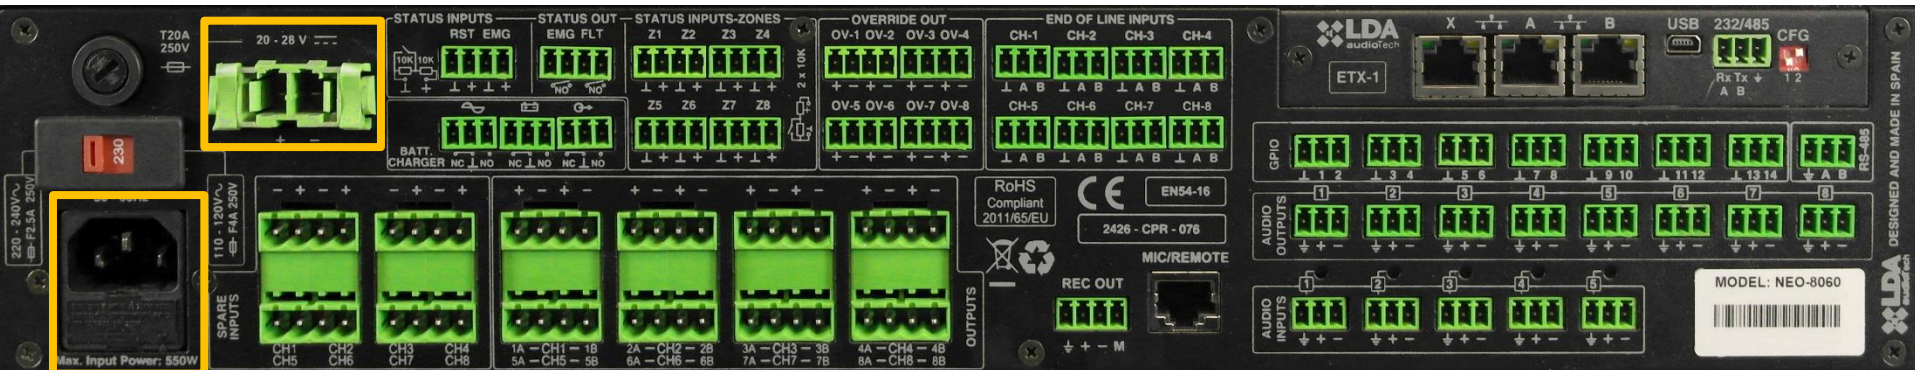 T20A
250V
20 - 28 V
+ −
STATUS INPUTS
RST EMG
10K 10K
⊥ + ⊥ +
STATUS OUT
EMG FLT
NO NO
STATUS INPUTS-ZONES
Z1 Z2 Z3 Z4
⊥ + ⊥ + ⊥ + ⊥ +
Z5 Z6 Z7 Z8
⊥ + ⊥ + ⊥ + ⊥ +
2 x 10K
OVERRIDE OUT
OV-1 OV-2 OV-3 OV-4
+ − + − + − + −
OV-5 OV-6 OV-7 OV-8
+ − + − + − + −
END OF LINE INPUTS
CH-1 CH-2 CH-3 CH-4
⊥ A B ⊥ A B ⊥ A B ⊥ A B
CH-5 CH-6 CH-7 CH-8
⊥ A B ⊥ A B ⊥ A B ⊥ A B
BATT.
CHARGER
NC ⊥ NO NC ⊥ NO NC ⊥ NO
LDA
audioTech
ETX-1
X A B
USB
232/485
Rx Tx
A B
CFG
1 2
DESIGNED AND MADE IN SPAIN
LDA
audioTech
230
220 - 240V
F2.5A 250V
110 - 120V
F4A 250V
Max. Input Power: 550W
GPIO
⊥ 1 2 ⊥ 3 4 ⊥ 5 6 ⊥ 7 8 ⊥ 9 10 ⊥ 11 12 ⊥ 13 14
A B
RS-485
AUDIO
OUTPUTS
1 2 3 4 5 6 7 8
+ − + − + − + − + − + − + − + −
AUDIO
INPUTS
1 2 3 4 5
+ − + − + − + − + −
SPARE
INPUTS
− + − + − + − +
CH1 CH2 CH3 CH4
CH5 CH6 CH7 CH8
OUTPUTS
+ − + − + − + − + − + − + − + −
1A − CH1 − 1B 2A − CH2 − 2B 3A − CH3 − 3B 4A − CH4 − 4B
5A − CH5 − 5B 6A − CH6 − 6B 7A − CH7 − 7B 8A − CH8 − 8B
RoHS
Compliant
2011/65/EU
CE
EN54-16
2426 - CPR - 076
REC OUT
+ − M
MIC/REMOTE
MODEL: NEO-8060